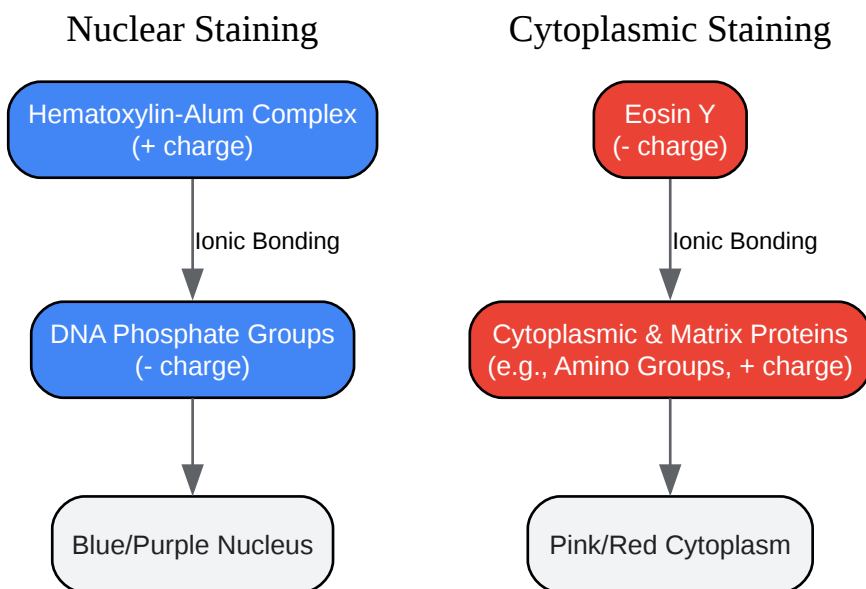 Nuclear Staining
Hematoxylin-Alum Complex
(+ charge)
Ionic Bonding
DNA Phosphate Groups
(- charge)
Blue/Purple Nucleus
Cytoplasmic Staining
Eosin Y
(- charge)
Ionic Bonding
Cytoplasmic & Matrix Proteins
(e.g., Amino Groups, + charge)
Pink/Red Cytoplasm